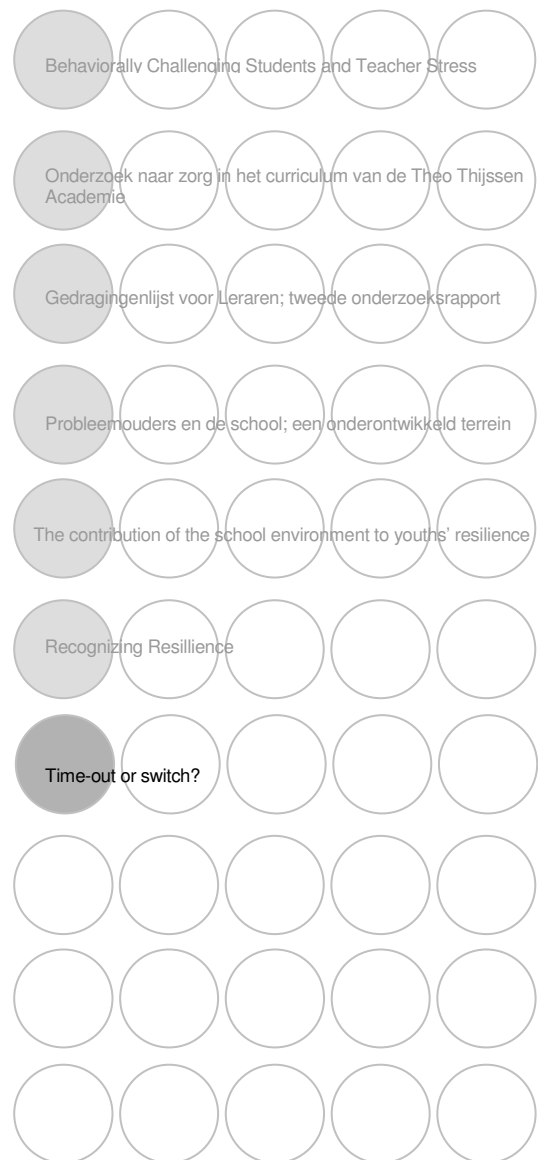 Behaviorally Challenging Students and Teacher Stress
Onderzoek naar zorg in het curriculum van de Theo Thijssen
Academie
Gedragingenlijst voor Leraren; tweede onderzoeksrapport
Probleemouders en de school; een onderontwikkeld terrein
The contribution of the school environment to youths’ resilience
Recognizing Resillience
Time-out or switch?